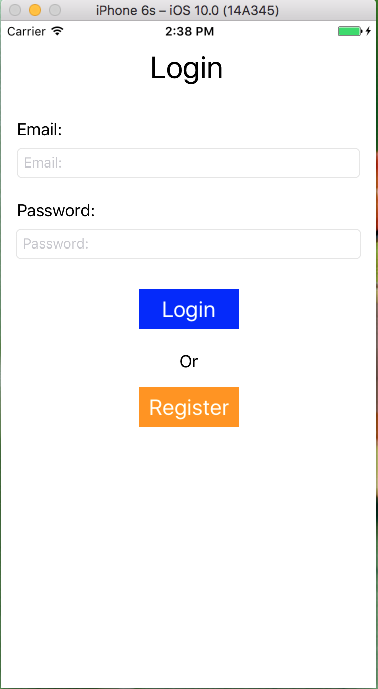 iPhone 6s – iOS 10.0 (14A345)
Carrier 2:38 PM
Login
Email:
Email:
Password:
Password:
Login
Or
Register